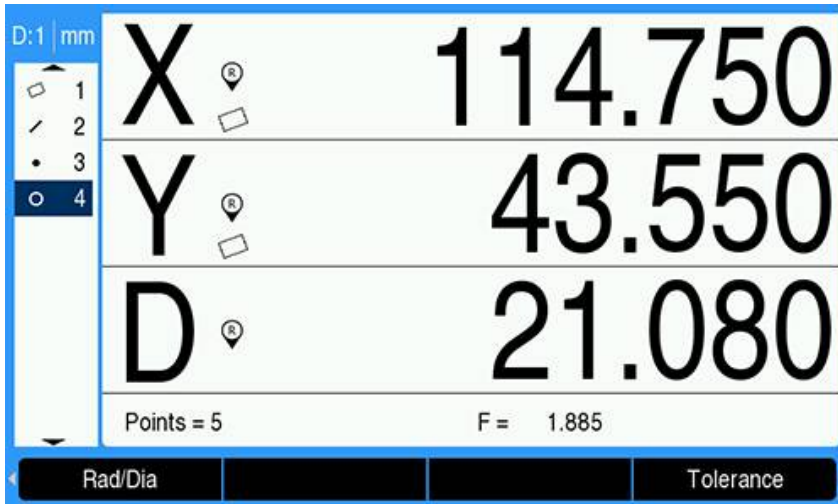 D:1 mm
1
2
3
4
X R 114.750
Y R 43.550
D R 21.080
Points = 5 F = 1.885
Rad/Dia Tolerance